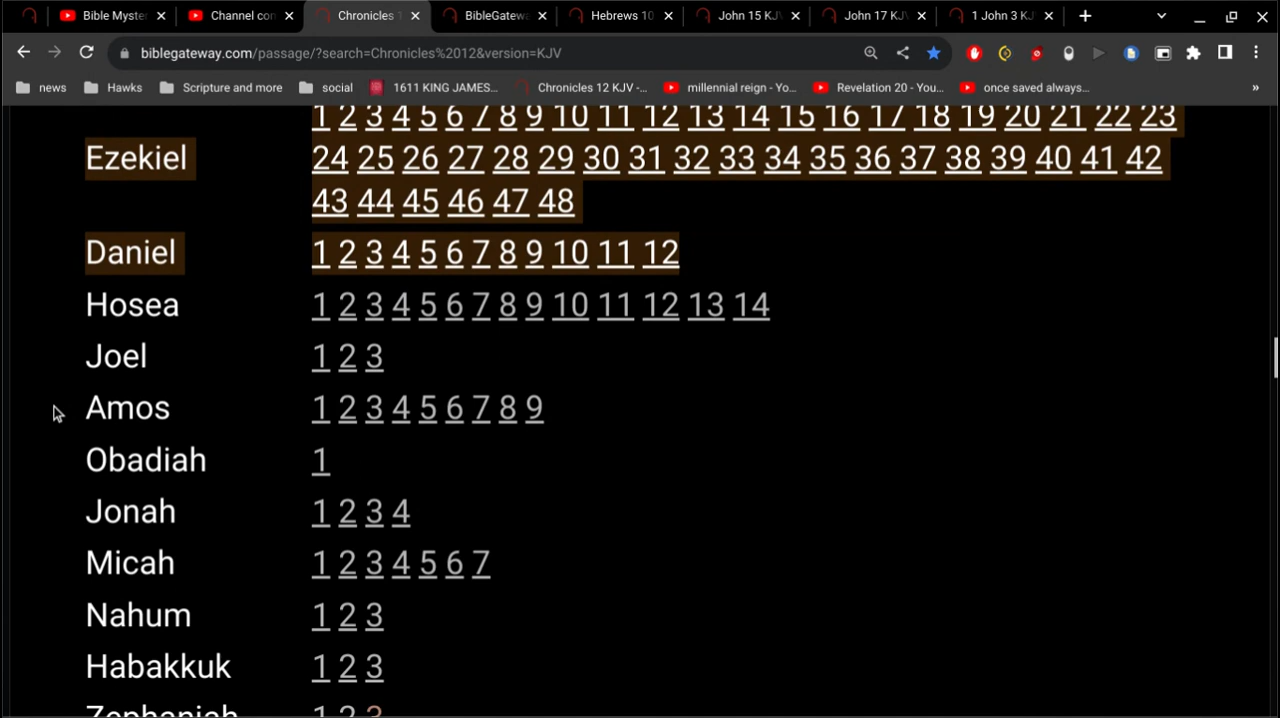 Bible Myste
Channel con
Chronicles 1
BibleGatewa
Hebrews 10
John 15 KJV
John 17 KJV
1 John 3 KJ
biblegateway.com/passage/?search=Chronicles%2012&version=KJV
news
Hawks
Scripture and more
social
1611 KING JAMES...
Chronicles 12 KJV -...
millennial reign - Yo...
Revelation 20 - You...
once saved always...
»
1 2 3 4 5 6 7 8 9 10 11 12 13 14 15 16 17 18 19 20 21 22 23
Ezekiel 24 25 26 27 28 29 30 31 32 33 34 35 36 37 38 39 40 41 42
43 44 45 46 47 48
Daniel 1 2 3 4 5 6 7 8 9 10 11 12
Hosea 1 2 3 4 5 6 7 8 9 10 11 12 13 14
Joel 1 2 3
Amos 1 2 3 4 5 6 7 8 9
Obadiah 1
Jonah 1 2 3 4
Micah 1 2 3 4 5 6 7
Nahum 1 2 3
Habakkuk 1 2 3
Zephaniah 1 2 3